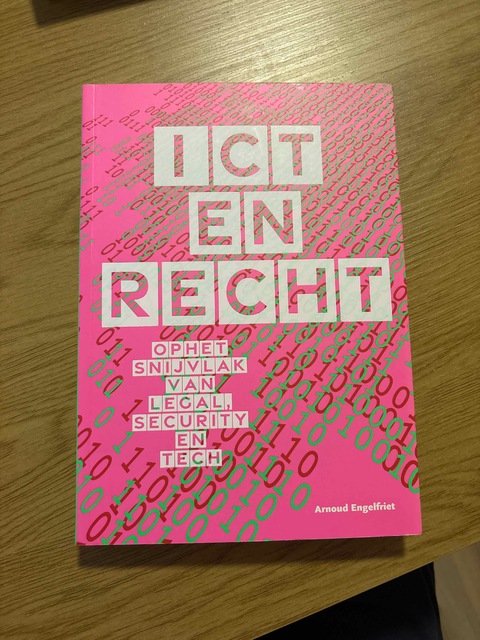 ICT
EN
RECHT
OP HET
SNIJVLAK
VAN
LEGAL,
SECURITY
EN
TECH
Arnoud Engelfriet